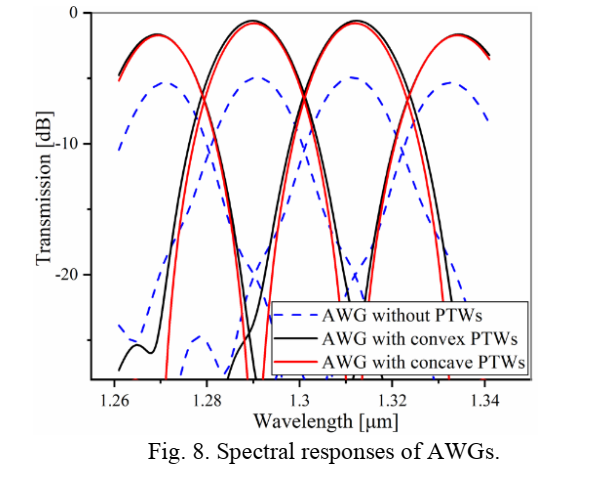 0
-10
-20
Transmission [dB]
AWG without PTWs
AWG with convex PTWs
AWG with concave PTWs
1.26 1.28 1.3 1.32 1.34
Wavelength [μm]
Fig. 8. Spectral responses of AWGs.